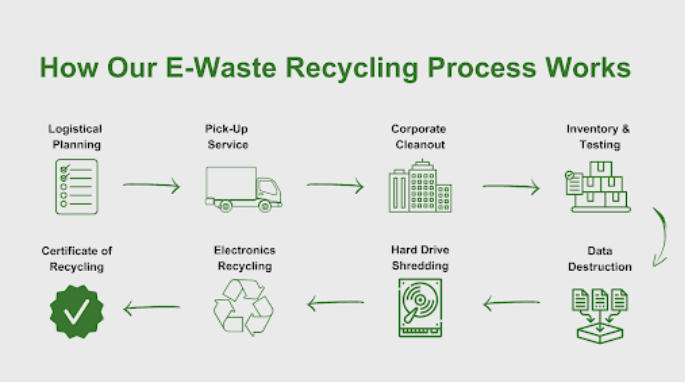 How Our E-Waste Recycling Process Works
Logistical
Planning
Pick-Up
Service
Corporate
Cleanout
Inventory &
Testing
Data
Destruction
Hard Drive
Shredding
Electronics
Recycling
Certificate of
Recycling